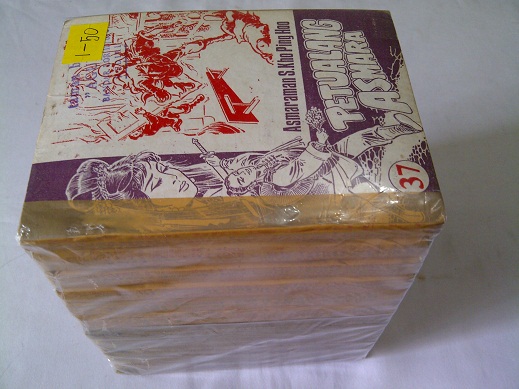 1-50
Asmaraman S. Kho Ping Hoo
PETUALANG
ASMARA
37